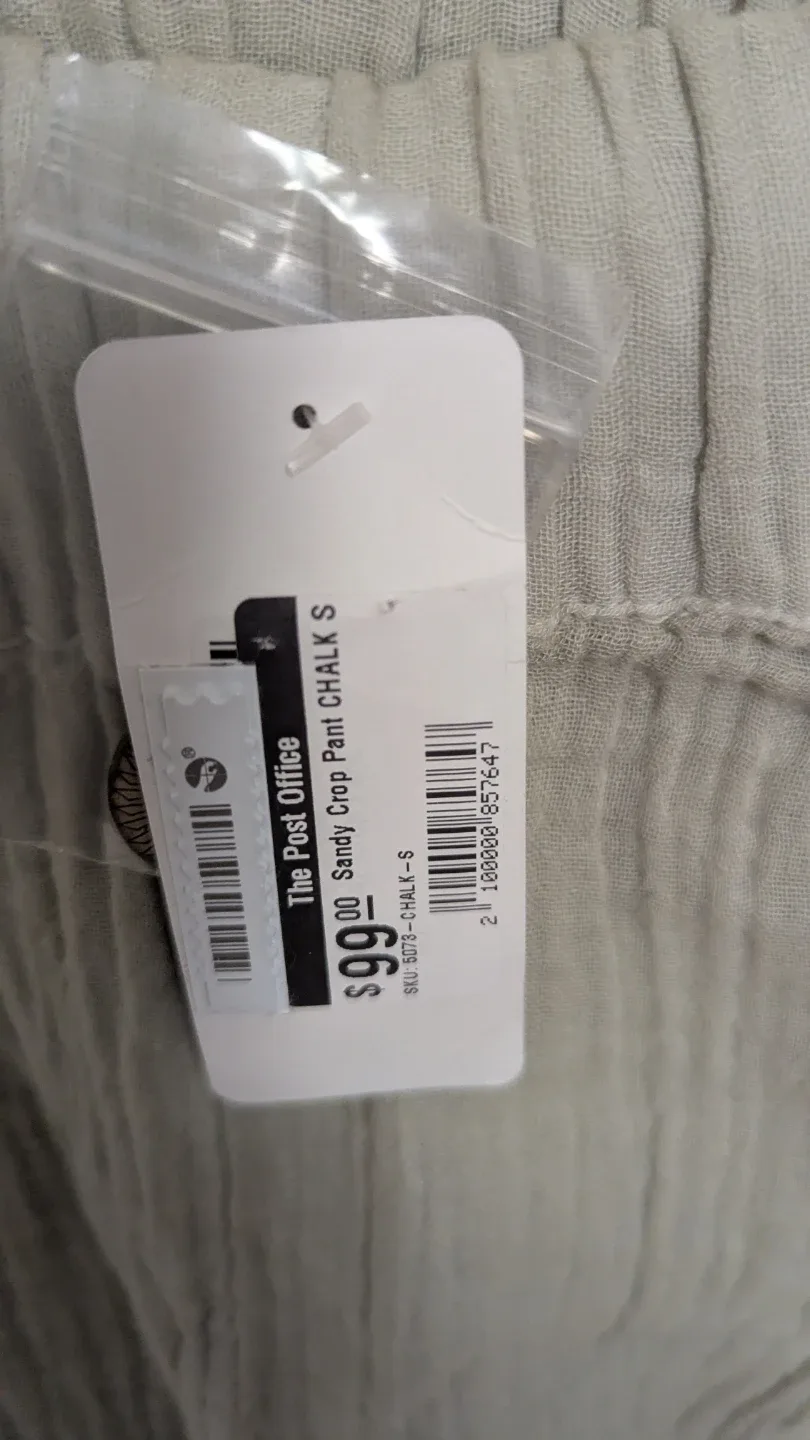 ®
The Post Office
$99.00 Sandy Crop Pant CHALK S
SKU: 5073-CHALK-S
2 100000 857647